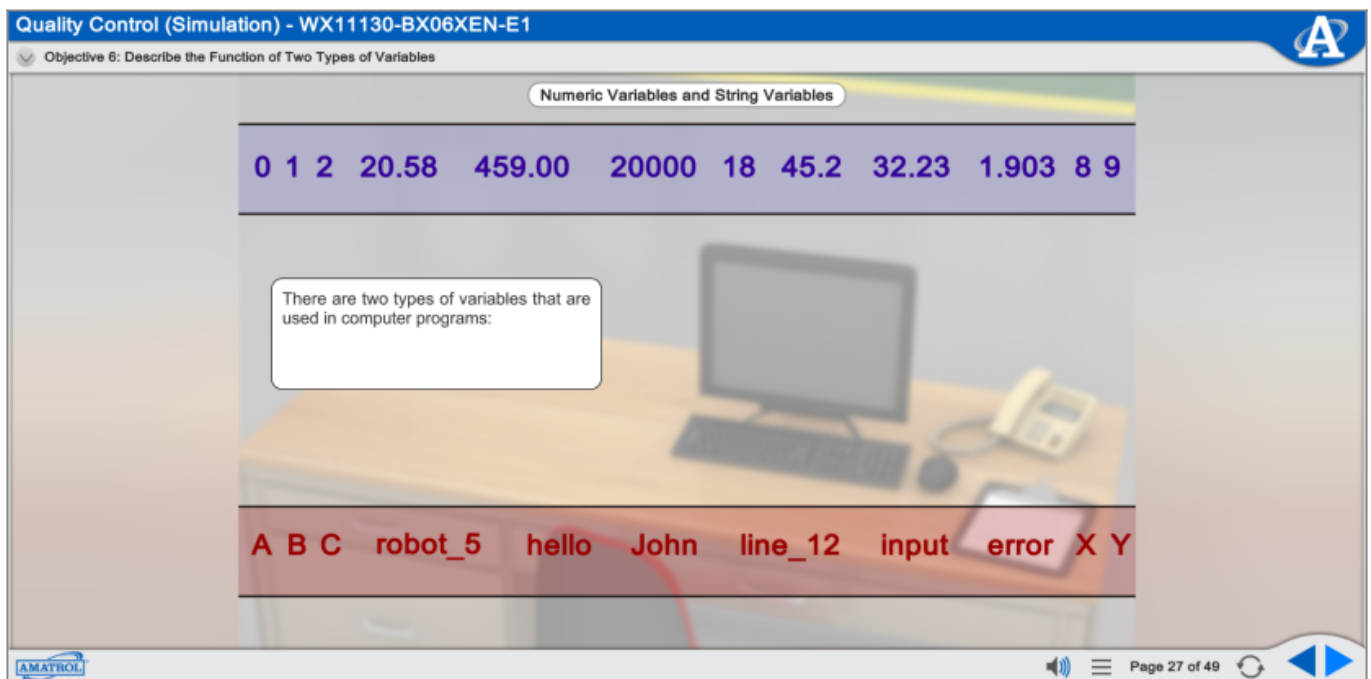 Quality Control (Simulation) - WX11130-BX06XEN-E1
A
Objective 6: Describe the Function of Two Types of Variables
Numeric Variables and String Variables
0 1 2 20.58 459.00 20000 18 45.2 32.23 1.903 8 9
There are two types of variables that are
used in computer programs:
A B C robot_5 hello John line_12 input error X Y
AMATROL
Page 27 of 49